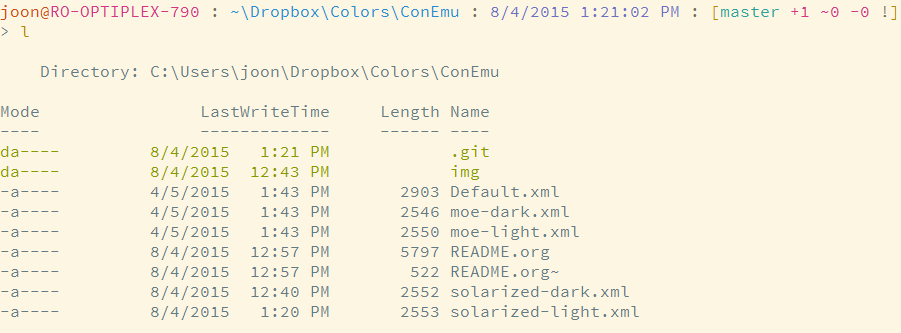 joon@RO-OPTIPLEX-790 : ~\Dropbox\Colors\ConEmu : 8/4/2015 1:21:02 PM : [master +1 ~0 -0 !]
> l
    Directory: C:\Users\joon\Dropbox\Colors\ConEmu
Mode                LastWriteTime     Length Name
----                -------------     ------ ----
da----         8/4/2015   1:21 PM            .git
da----         8/4/2015  12:43 PM            img
-a----         4/5/2015   1:43 PM       2903 Default.xml
-a----         4/5/2015   1:43 PM       2546 moe-dark.xml
-a----         4/5/2015   1:43 PM       2550 moe-light.xml
-a----         8/4/2015  12:57 PM       5797 README.org
-a----         8/4/2015  12:57 PM        522 README.org~
-a----         8/4/2015  12:40 PM       2552 solarized-dark.xml
-a----         8/4/2015   1:20 PM       2553 solarized-light.xml